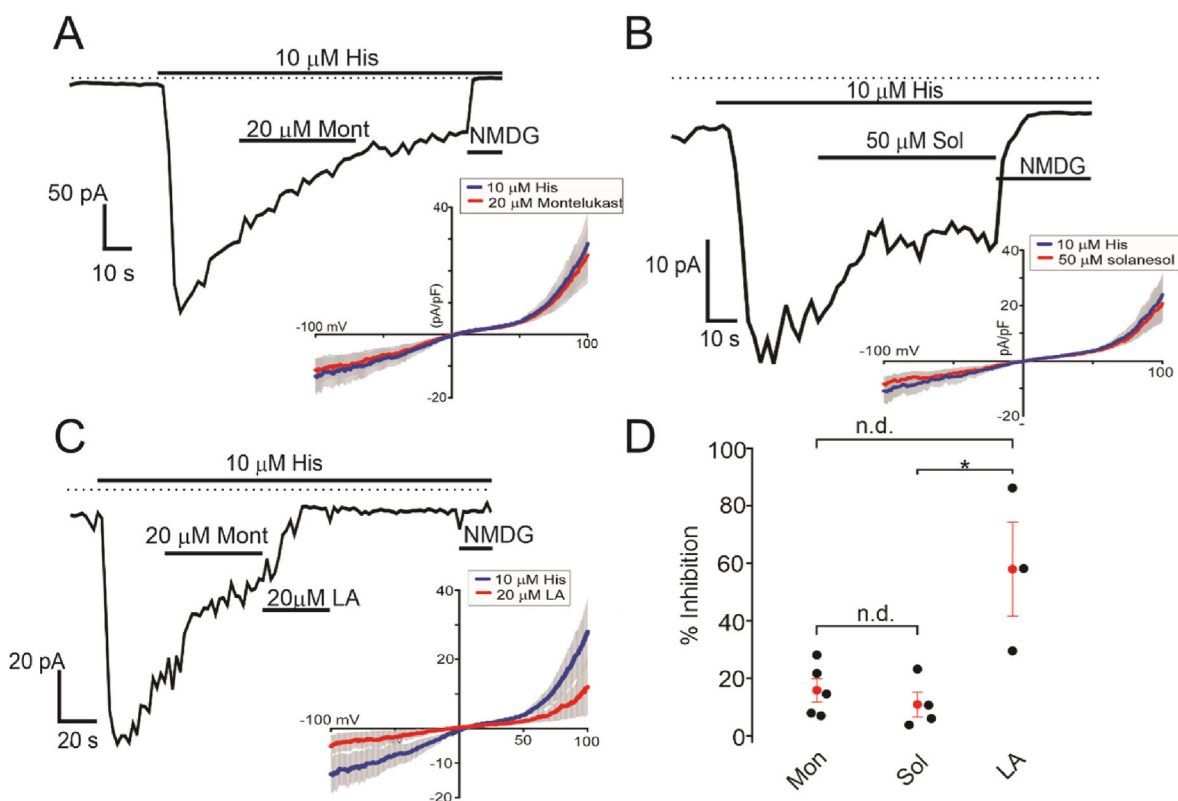 A
10 μM His
20 μM Mont
NMDG
50 pA
10 s
10 μM His
20 μM Montelukast
40
(pA/pF)
-100 mV
100
-20
B
10 μM His
50 μM Sol
NMDG
10 pA
10 s
10 μM His
50 μM solanesol
40
20
pA/pF
-100 mV
100
-20
-
C
10 μM His
20 μM Mont
NMDG
20μM LA
20 pA
20 s
10 μM His
20 μM LA
40
20
-100 mV
50
100
-10
-20
D
n.d.
*
n.d.
% Inhibition
100
80
60
40
20
0
Mon
Sol
LA